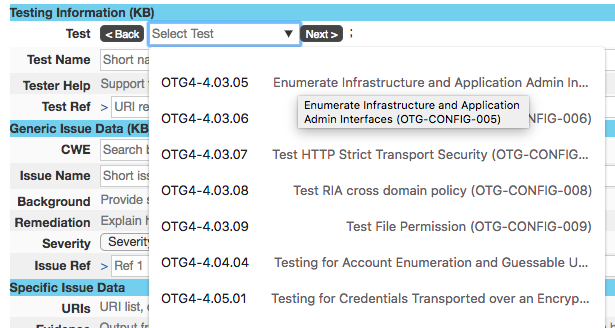 Testing Information (KB)
Test < Back Select Test ▼ Next > ;
Test Name Short na
Tester Help Support
Test Ref > URI re
Generic Issue Data (KB
CWE Search
Issue Name Short iss
Background Provide
Remediation Explain
Severity Severity
Issue Ref > Ref 1
Specific Issue Data
URIs URI list,
OTG4-4.03.05 Enumerate Infrastructure and Application Admin In...
Enumerate Infrastructure and Application
Admin Interfaces (OTG-CONFIG-005)
OTG4-4.03.06 FIG-006)
OTG4-4.03.07 Test HTTP Strict Transport Security (OTG-CONFIG...
OTG4-4.03.08 Test RIA cross domain policy (OTG-CONFIG-008)
OTG4-4.03.09 Test File Permission (OTG-CONFIG-009)
OTG4-4.04.04 Testing for Account Enumeration and Guessable U...
OTG4-4.05.01 Testing for Credentials Transported over an Encryp...